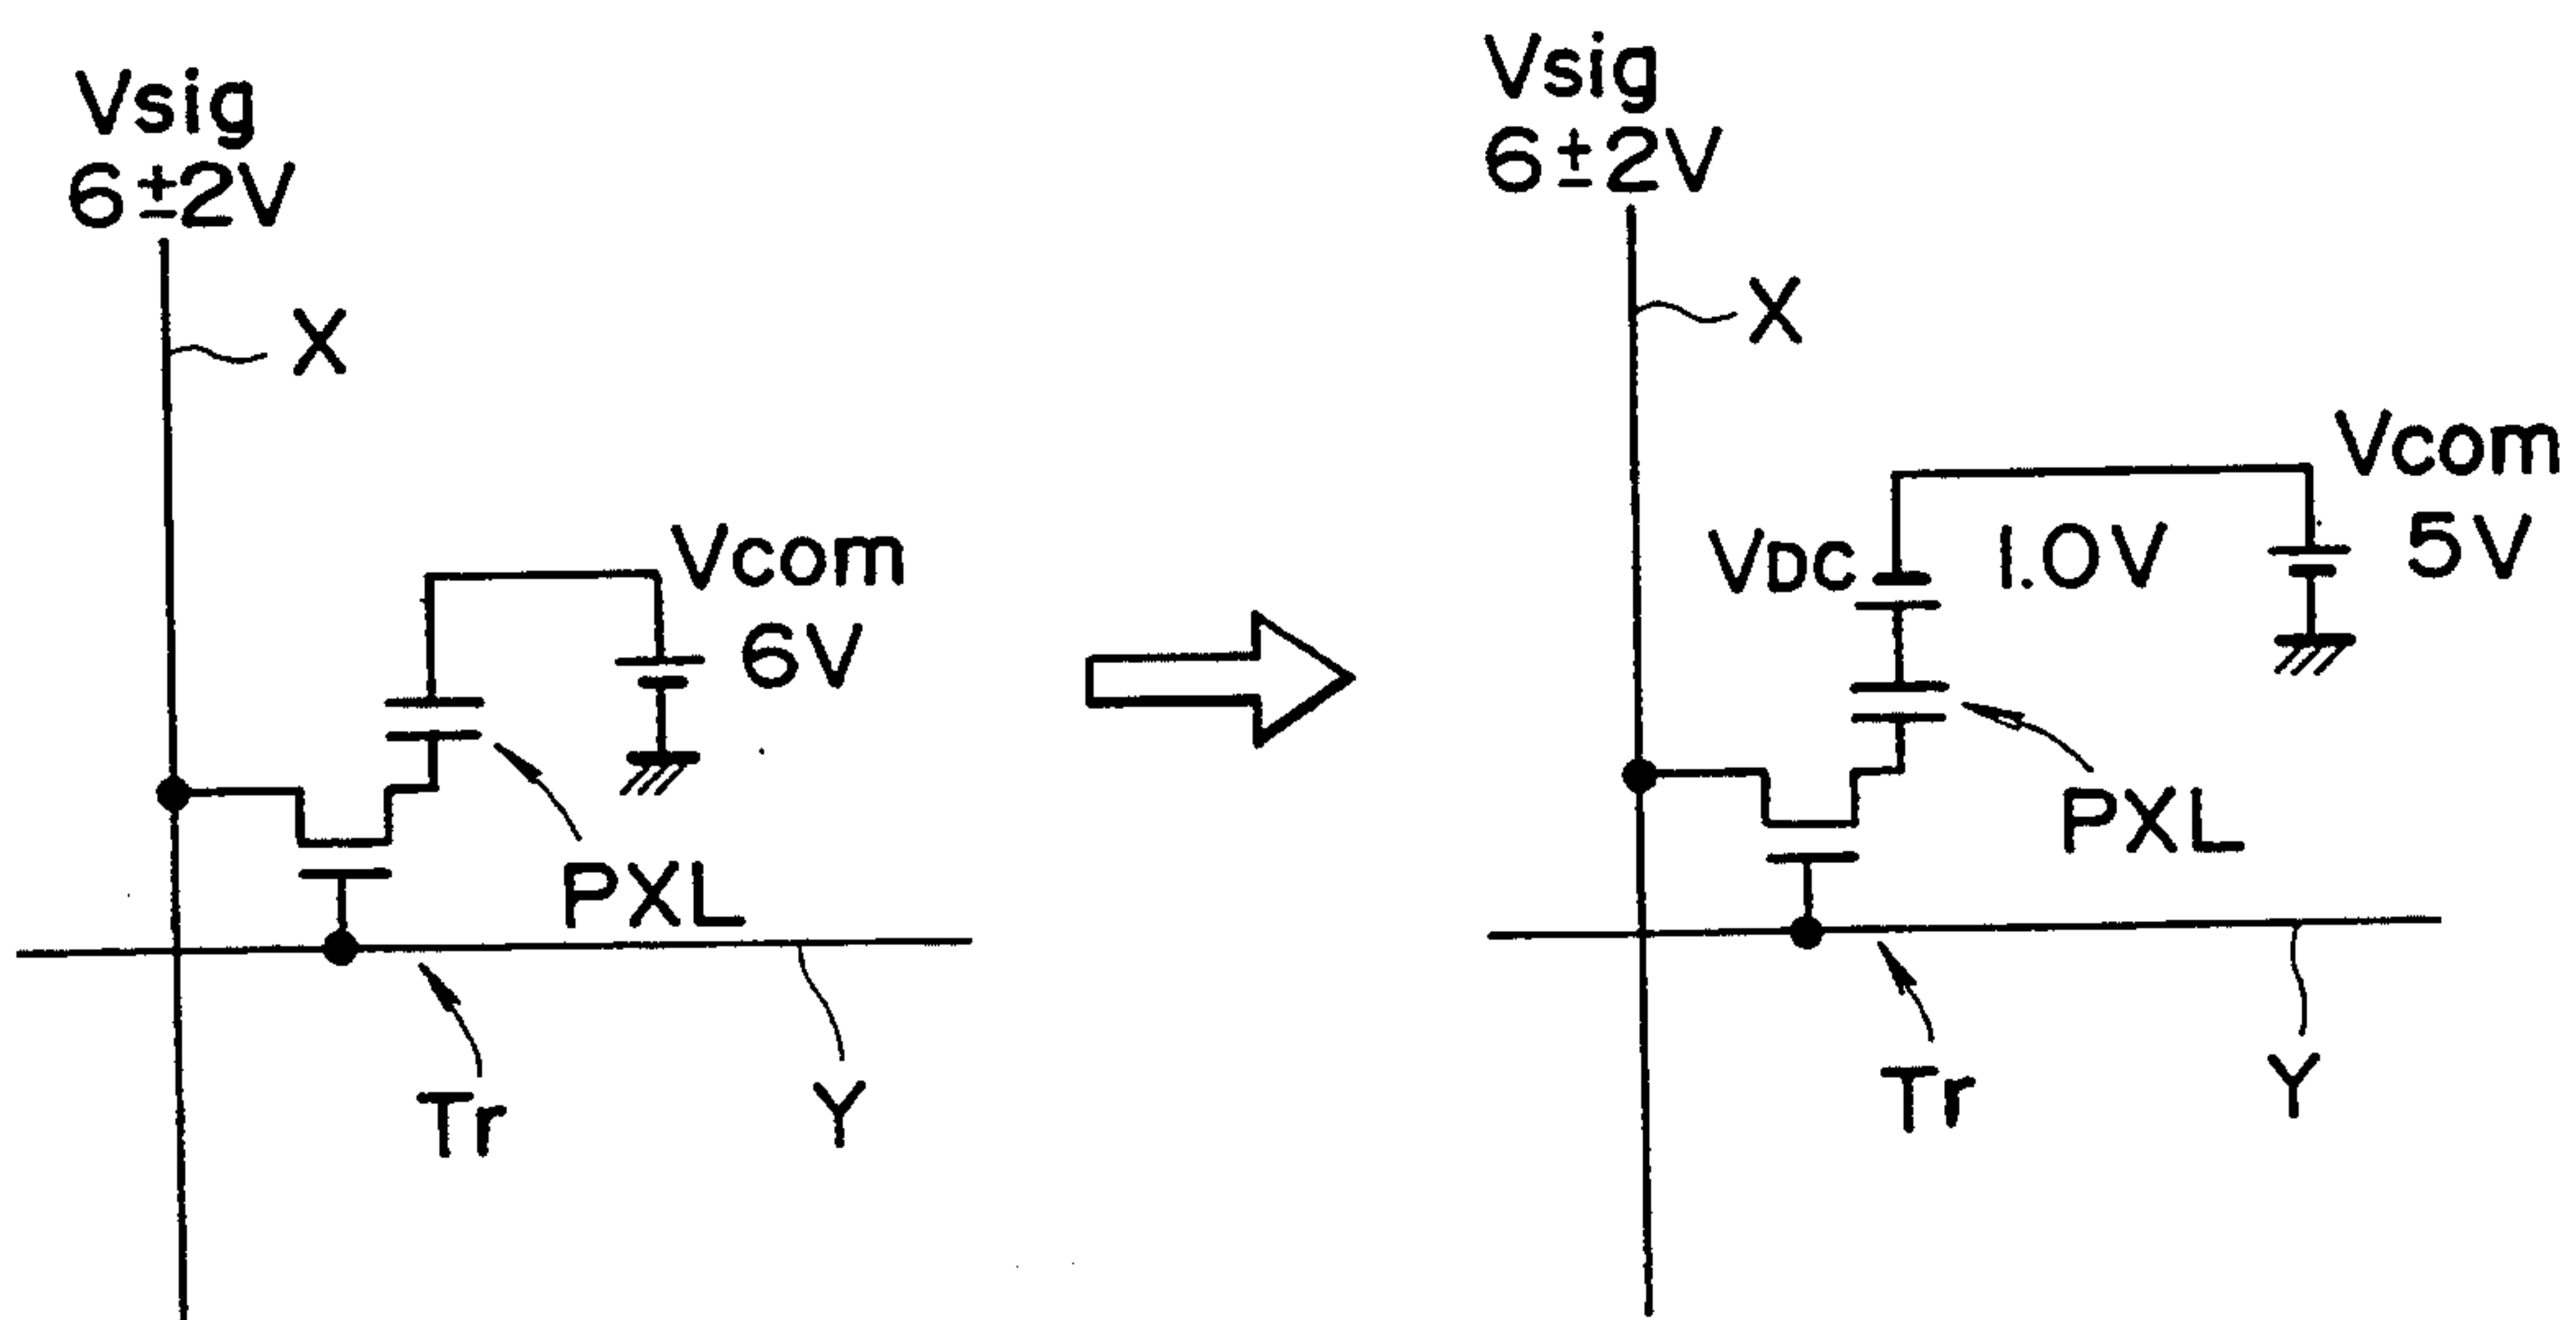 Vsig
6±2V
X
Vcom
6V
PXL
Tr
Y
Vsig
6±2V
X
Vcom
5V
VDC
1.0V
PXL
Tr
Y